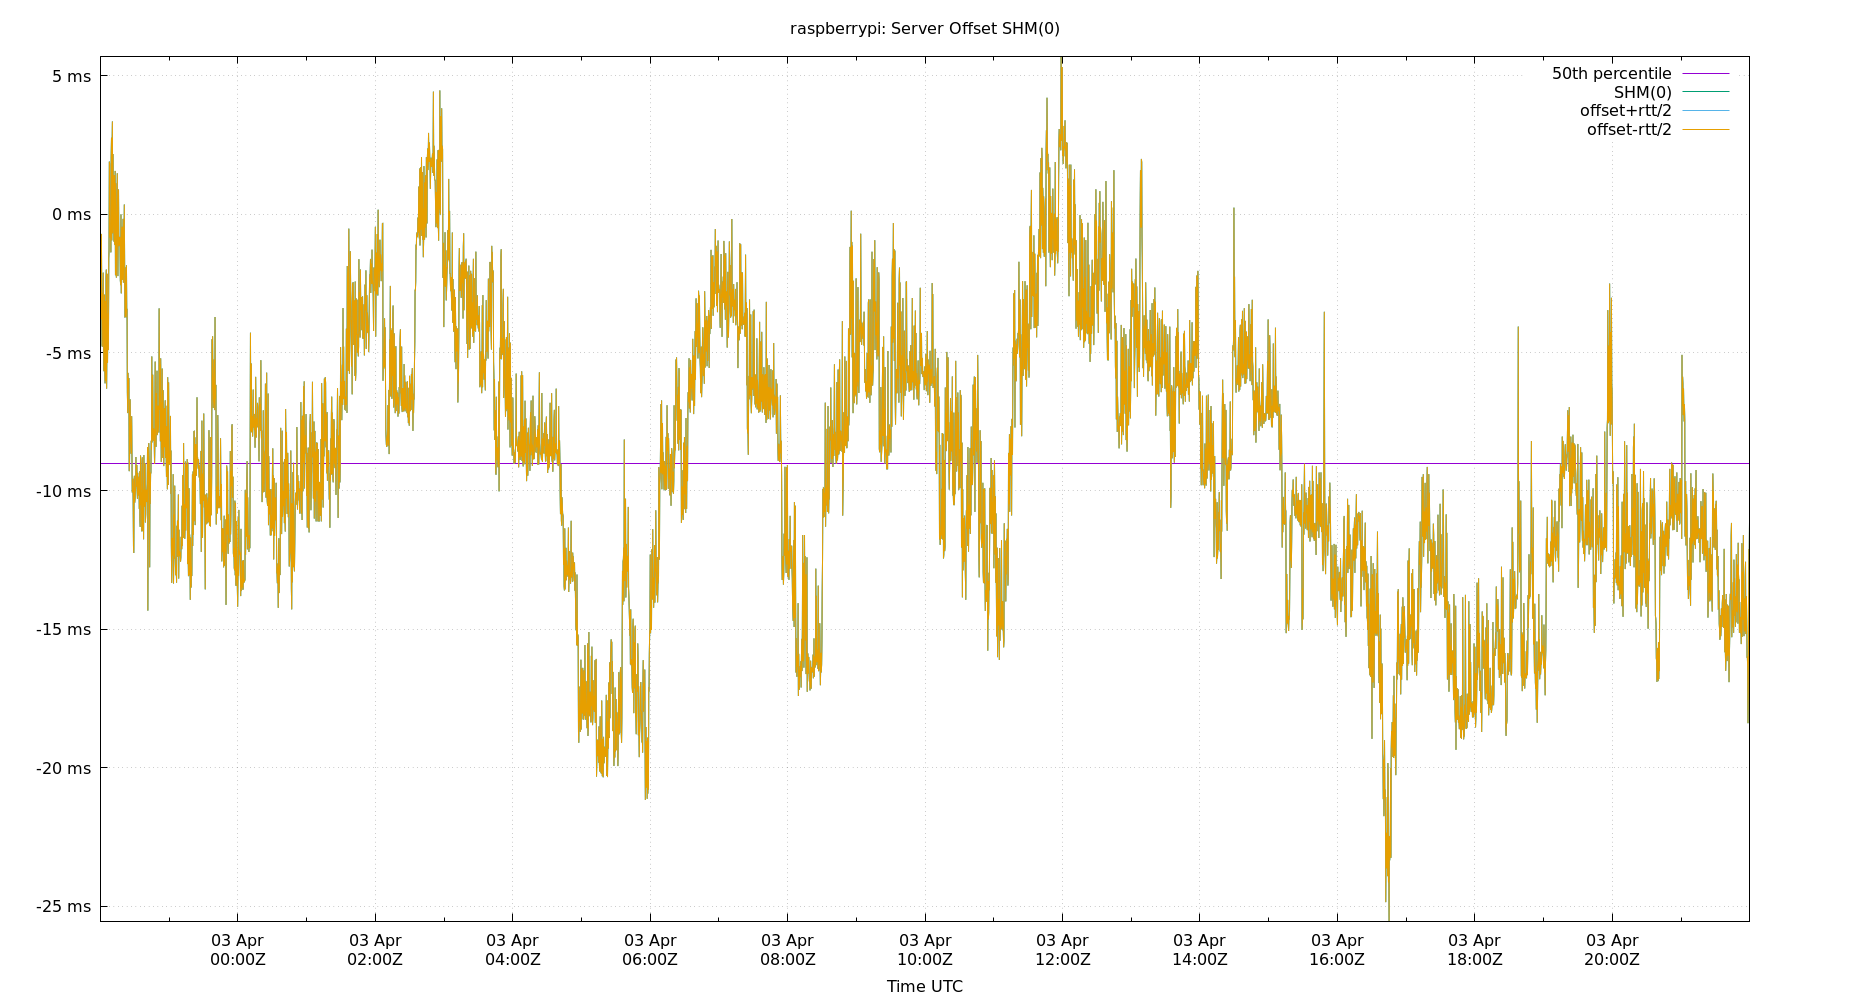 raspberrypi: Server Offset SHM(0)
50th percentile
SHM(0)
offset+rtt/2
offset-rtt/2
5 ms
0 ms
-5 ms
-10 ms
-15 ms
-20 ms
-25 ms
03 Apr 03 Apr 03 Apr 03 Apr 03 Apr 03 Apr 03 Apr 03 Apr 03 Apr 03 Apr 03 Apr
00:00Z 02:00Z 04:00Z 06:00Z 08:00Z 10:00Z 12:00Z 14:00Z 16:00Z 18:00Z 20:00Z
Time UTC